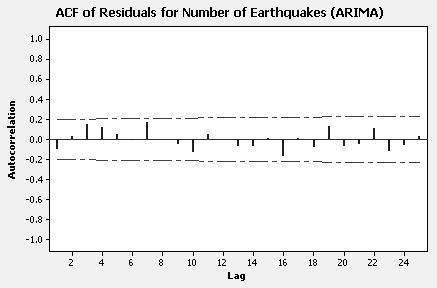 ACF of Residuals for Number of Earthquakes (ARIMA)
1.0
0.8
0.6
0.4
0.2
0.0
-0.2
-0.4
-0.6
-0.8
-1.0
Autocorrelation
2 4 6 8 10 12 14 16 18 20 22 24
Lag